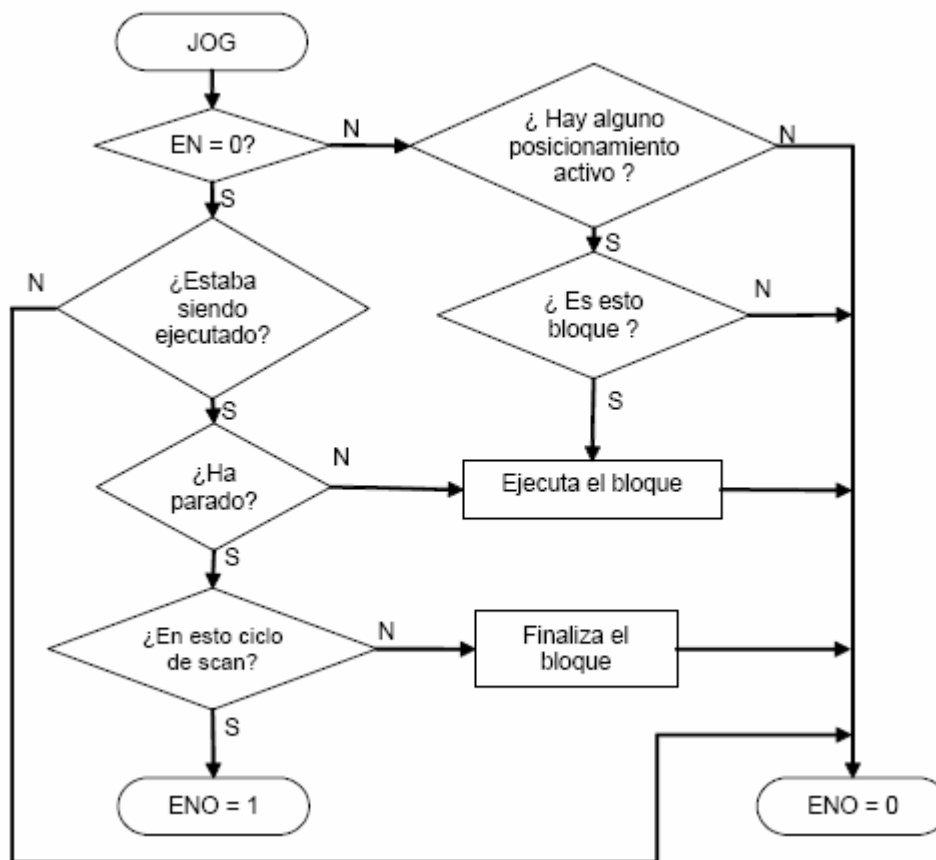 JOG
EN = 0?
N
¿ Hay alguno
posicionamiento
activo ?
N
S
S
N
¿Estaba
siendo
ejecutado?
¿ Es esto
bloque ?
N
S
S
¿Ha
parado?
N
Ejecuta el bloque
S
¿En esto ciclo
de scan?
N
Finaliza el
bloque
S
ENO = 1
ENO = 0